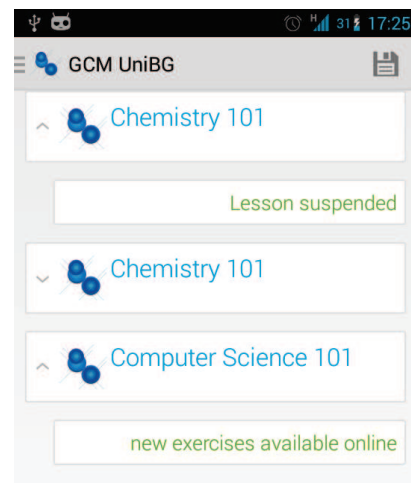 H 31 17:25
GCM UniBG
Chemistry 101
Lesson suspended
Chemistry 101
Computer Science 101
new exercises available online